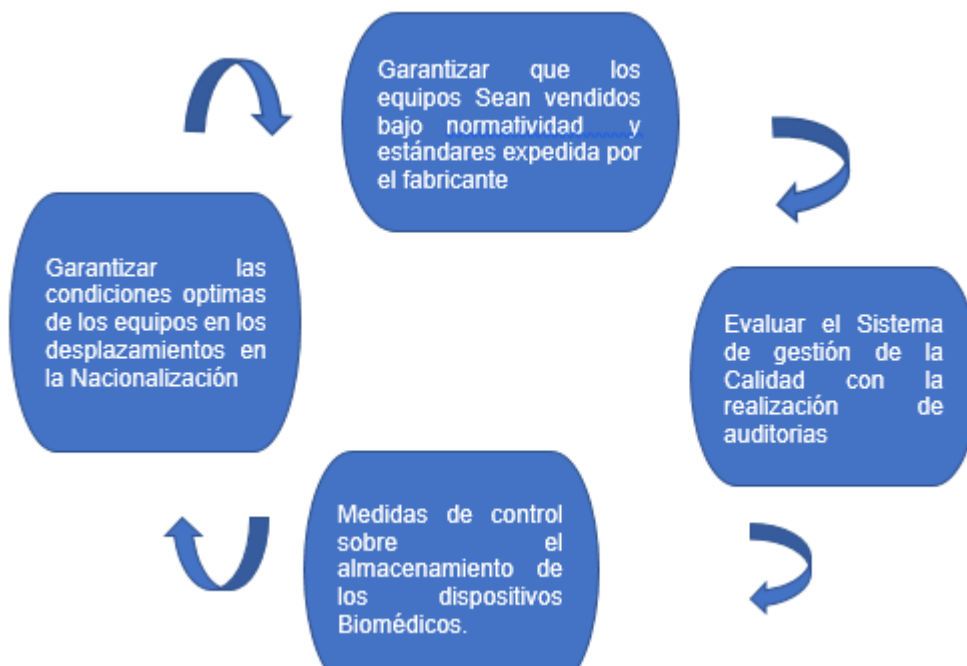 Garantizar que los
equipos Sean vendidos
bajo normatividad y
estándares expedida por
el fabricante
Garantizar las
condiciones optimas
de los equipos en los
desplazamientos en
la Nacionalización
Evaluar el Sistema
de gestión de la
Calidad con la
realización de
auditorias
Medidas de control
sobre el
almacenamiento de
los dispositivos
Biomédicos.